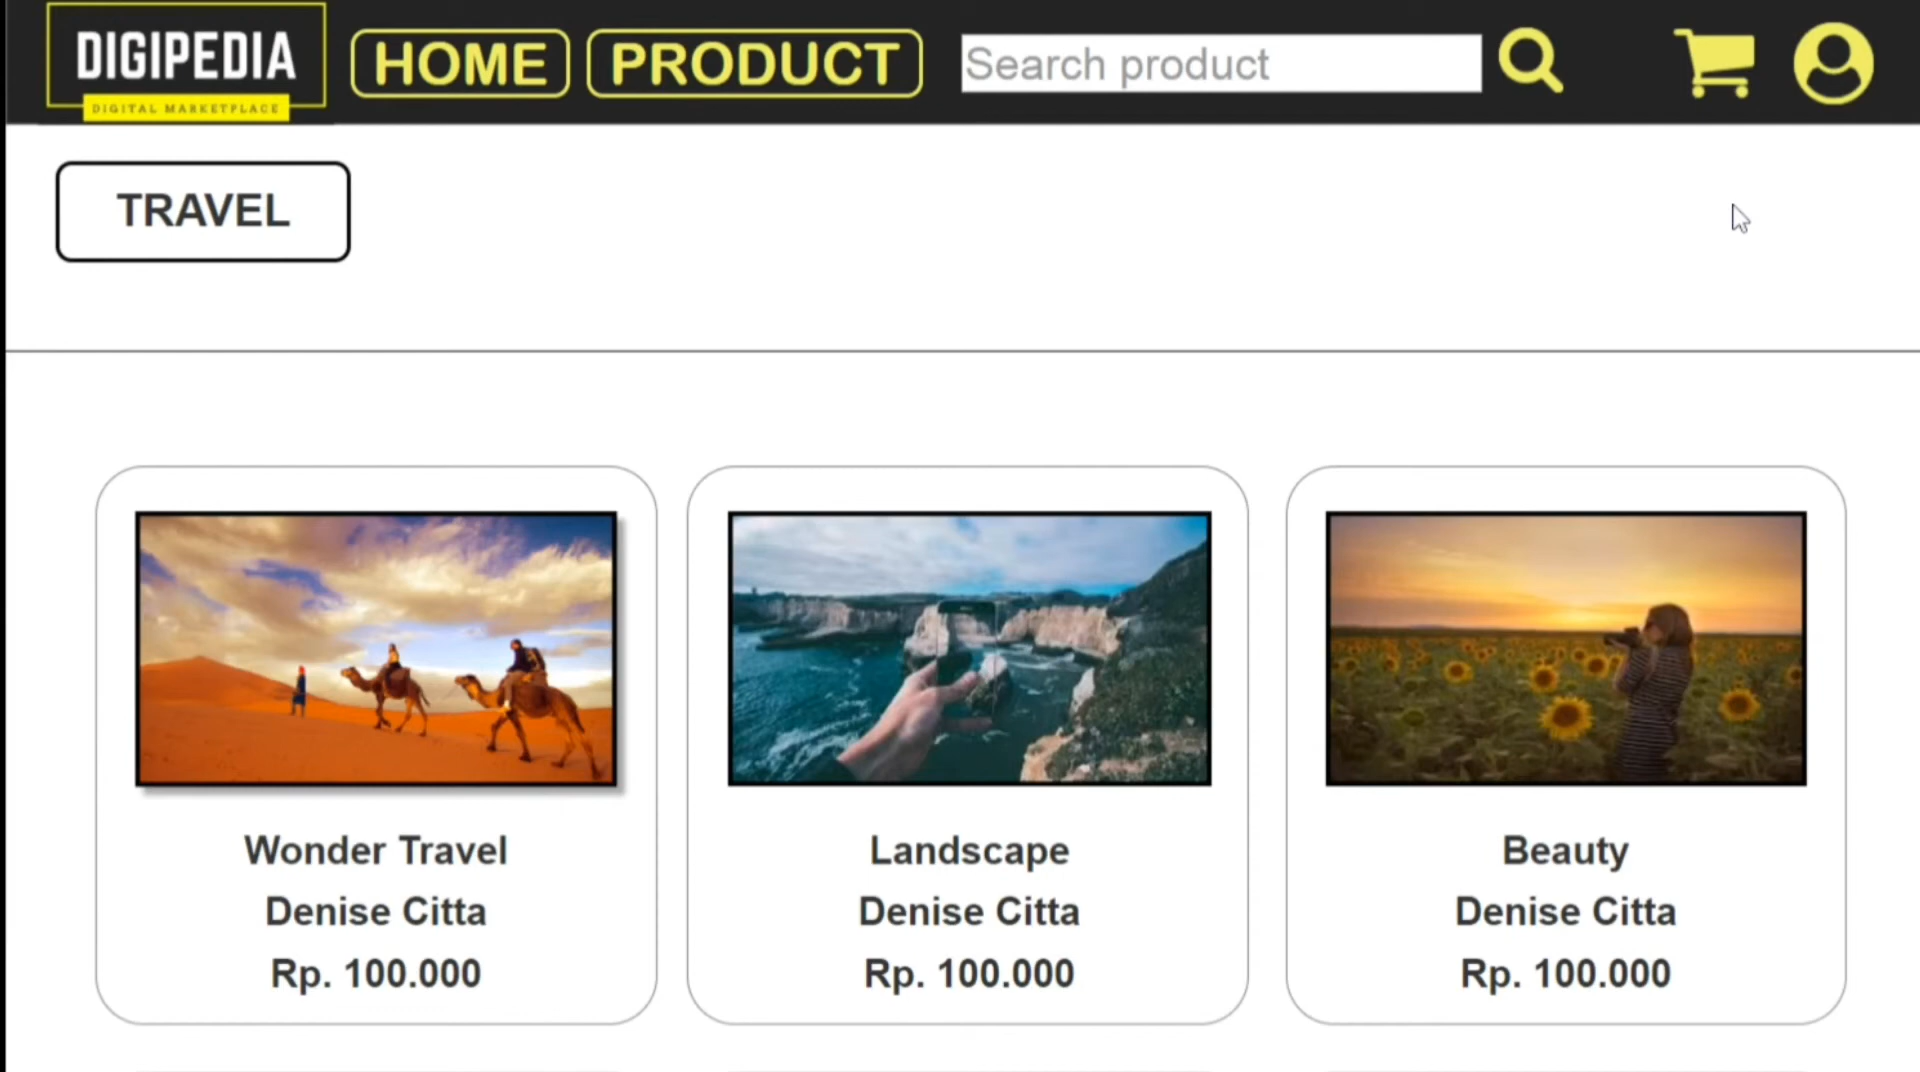 DIGIPEDIA
DIGITAL MARKETPLACE
HOME
PRODUCT
Search product
TRAVEL
Wonder Travel
Denise Citta
Rp. 100.000
Landscape
Denise Citta
Rp. 100.000
Beauty
Denise Citta
Rp. 100.000